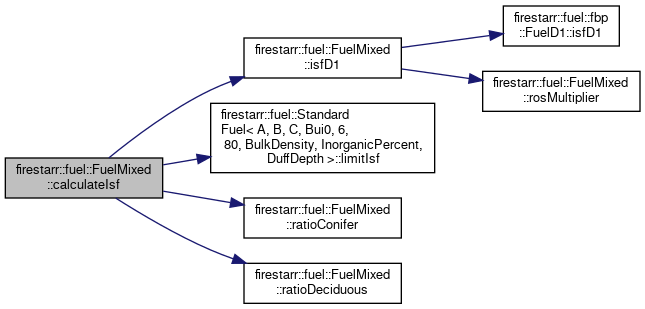 firestarr::fuel::FuelMixed
::calculateIsf
firestarr::fuel::FuelMixed
::isfD1
firestarr::fuel::fbp
::FuelD1::isfD1
firestarr::fuel::FuelMixed
::rosMultiplier
firestarr::fuel::Standard
Fuel< A, B, C, Bui0, 6,
80, BulkDensity, InorganicPercent,
DuffDepth >::limitIsf
firestarr::fuel::FuelMixed
::ratioConifer
firestarr::fuel::FuelMixed
::ratioDeciduous